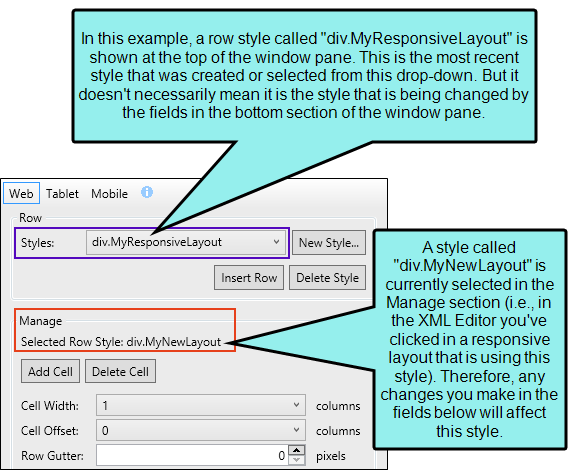 In this example, a row style called "div.MyResponsiveLayout" is
shown at the top of the window pane. This is the most recent
style that was created or selected from this drop-down. But it
doesn't necessarily mean it is the style that is being changed by
the fields in the bottom section of the window pane.
Web Tablet Mobile i
Row
Styles: div.MyResponsiveLayout New Style...
Insert Row Delete Style
Manage
Selected Row Style: div.MyNewLayout
Add Cell Delete Cell
Cell Width: 1 columns
Cell Offset: 0 columns
Row Gutter: 0 pixels
A style called
"div.MyNewLayout" is
currently selected in the
Manage section (i.e., in
the XML Editor you've
clicked in a responsive
layout that is using this
style). Therefore, any
changes you make in the
fields below will affect
this style.